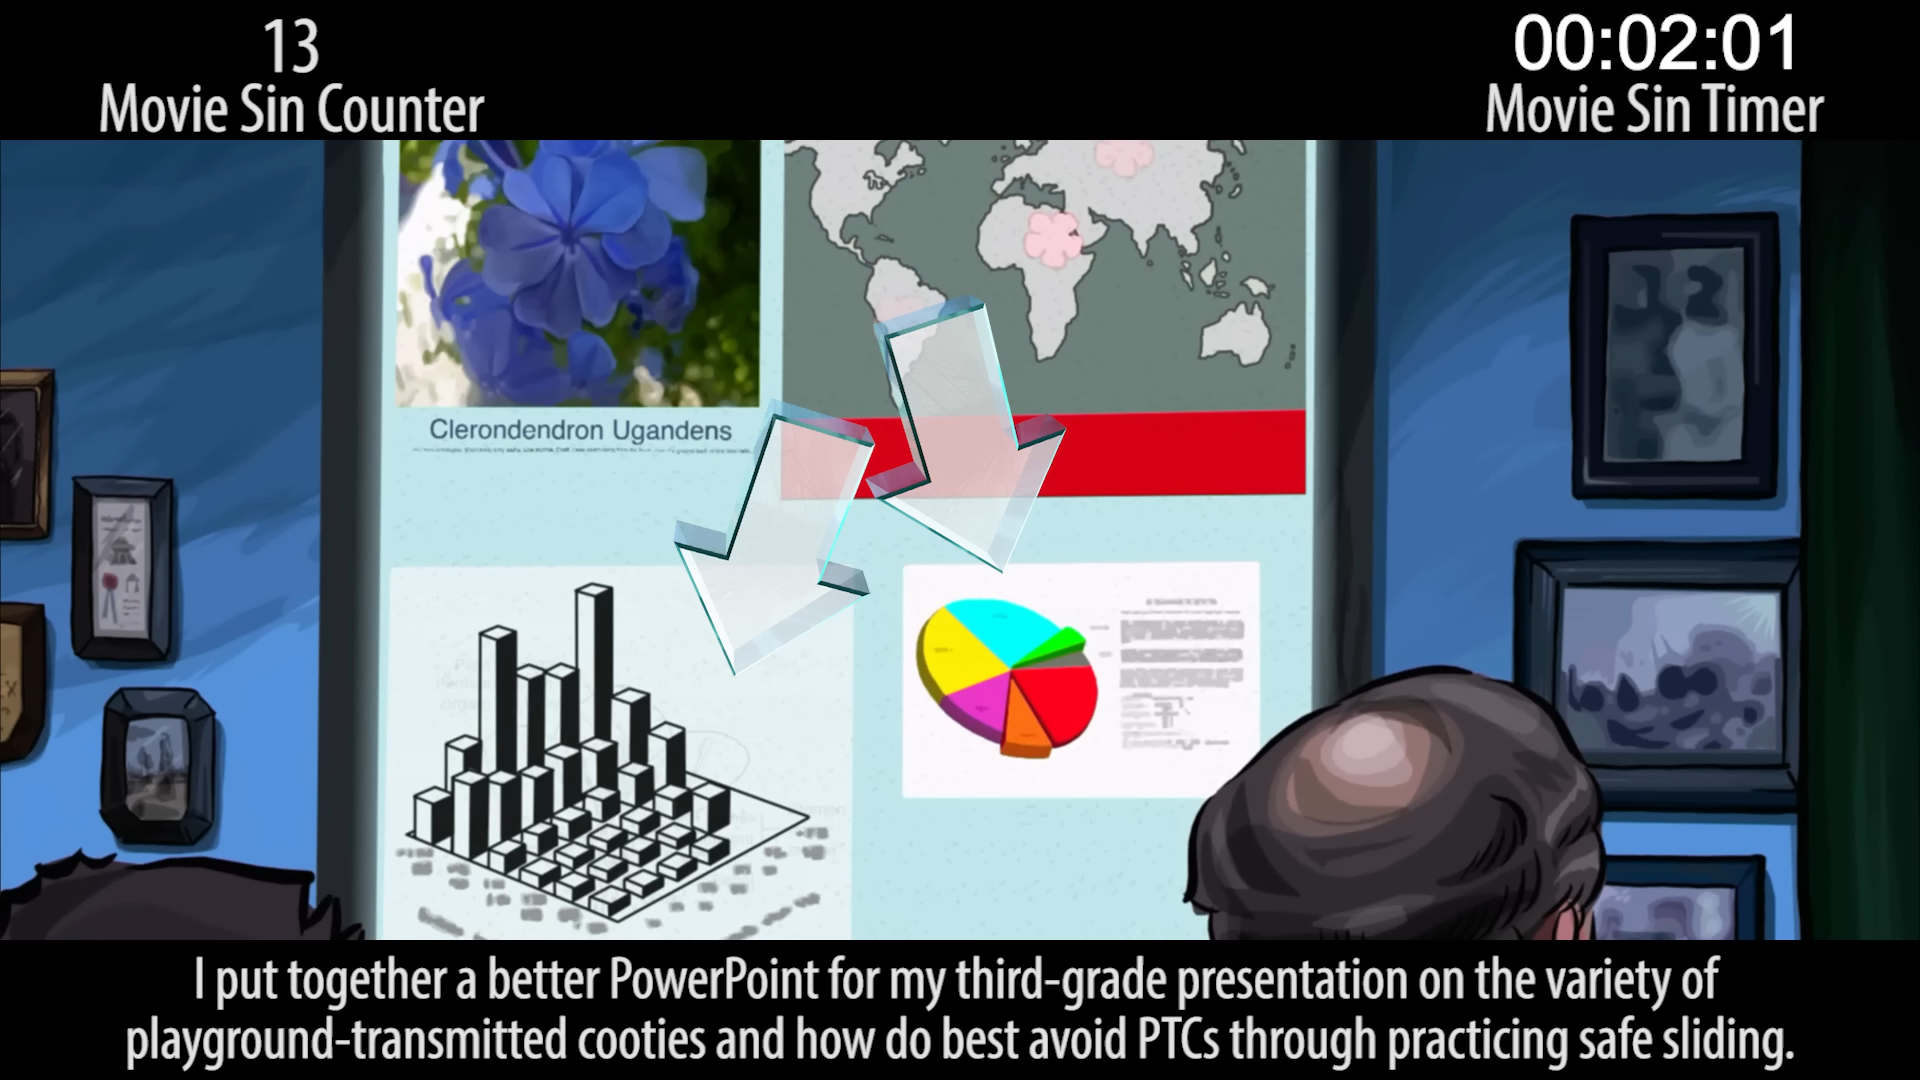 13
Movie Sin Counter
00:02:01
Movie Sin Timer
Clerondendron Ugandens
I put together a better PowerPoint for my third-grade presentation on the variety of
playground-transmitted cooties and how do best avoid PTCs through practicing safe sliding.